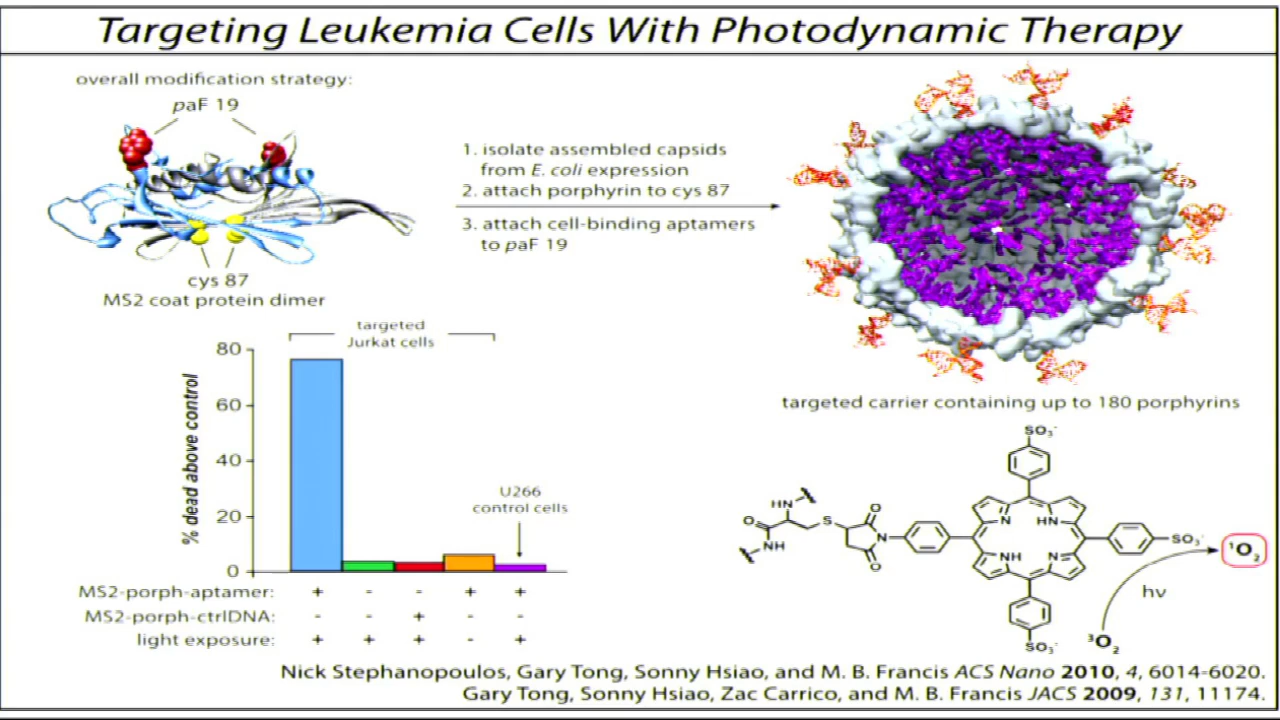 Targeting Leukemia Cells With Photodynamic Therapy
overall modification strategy:
paF 19
cys 87
MS2 coat protein dimer
1. isolate assembled capsids
from E. coli expression
2. attach porphyrin to cys 87
3. attach cell-binding aptamers
to paF 19
targeted carrier containing up to 180 porphyrins
targeted
Jurkat cells
% dead above control
80
60
40
20
0
U266
control cells
MS2-porph-aptamer: + - - + +
MS2-porph-ctrlDNA: - - + - -
light exposure: + + + - +
SO₃⁻
HN
O
S
O
NH
N
O
N
HN
NH
N
SO₃⁻
¹O₂
hν
³O₂
SO₃⁻
Nick Stephanopoulos, Gary Tong, Sonny Hsiao, and M. B. Francis ACS Nano 2010, 4, 6014-6020.
Gary Tong, Sonny Hsiao, Zac Carrico, and M. B. Francis JACS 2009, 131, 11174.